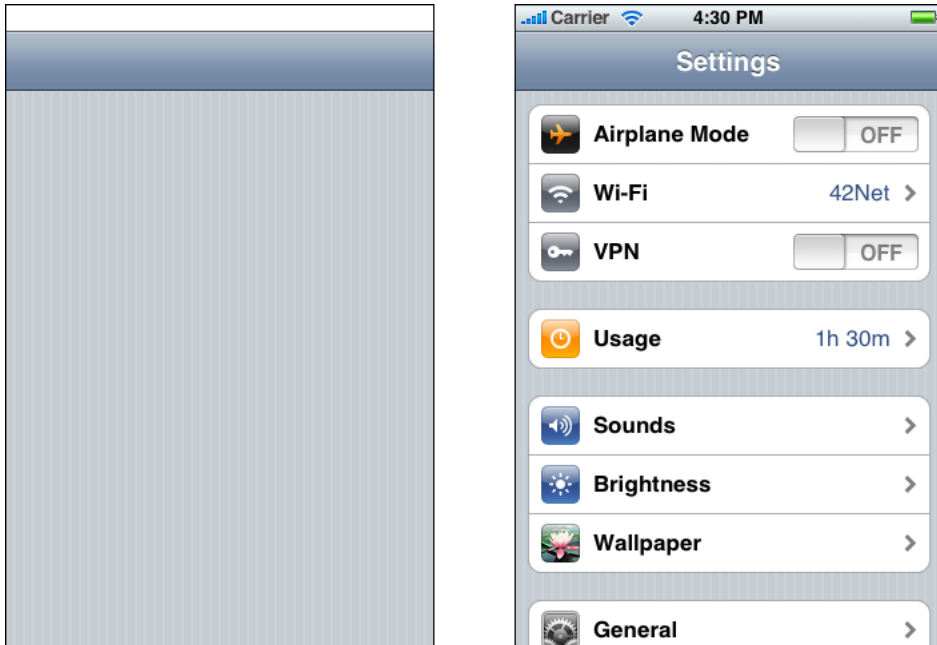 Carrier 4:30 PM
Settings
Airplane Mode OFF
Wi-Fi 42Net
VPN OFF
Usage 1h 30m
Sounds
Brightness
Wallpaper
General